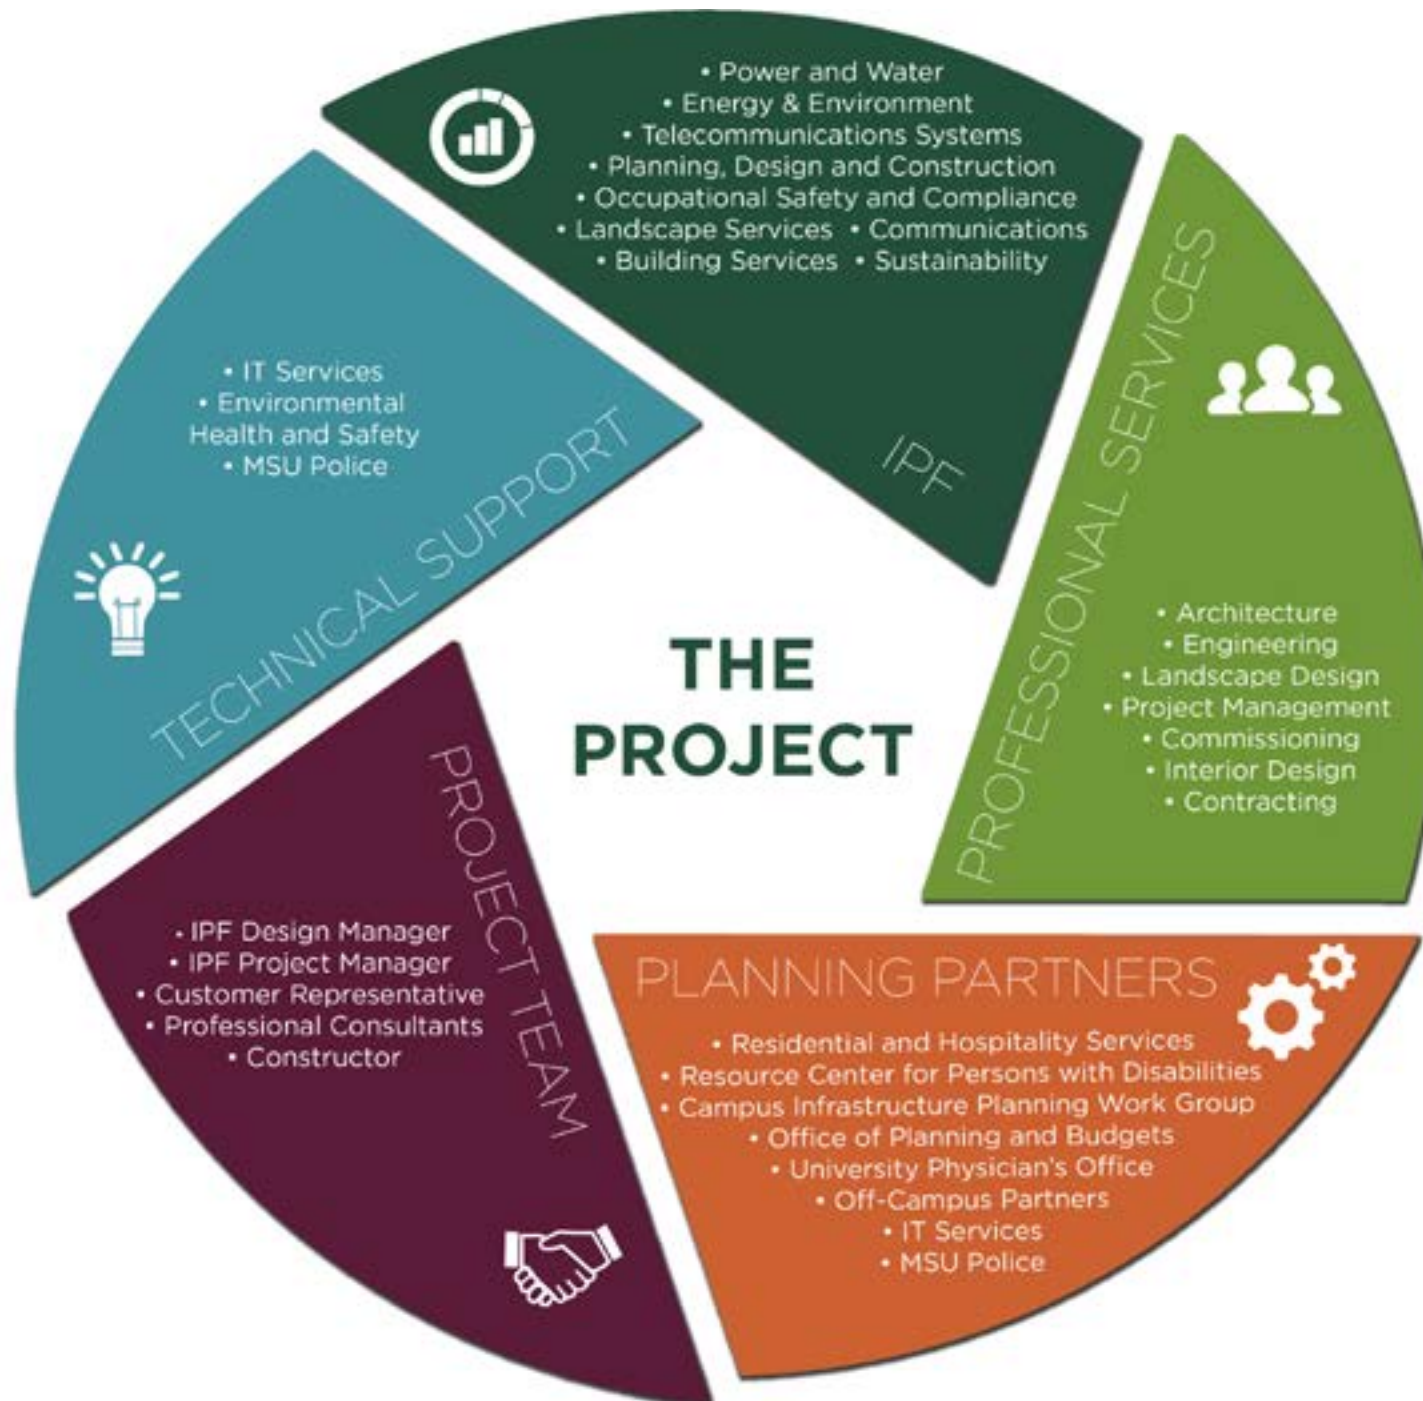 • Power and Water
• Energy & Environment
• Telecommunications Systems
• Planning, Design and Construction
• Occupational Safety and Compliance
• Landscape Services • Communications
• Building Services • Sustainability
IPF
PROFESSIONAL SERVICES
• Architecture
• Engineering
• Landscape Design
• Project Management
• Commissioning
• Interior Design
• Contracting
PLANNING PARTNERS
• Residential and Hospitality Services
• Resource Center for Persons with Disabilities
• Campus Infrastructure Planning Work Group
• Office of Planning and Budgets
• University Physician's Office
• Off-Campus Partners
• IT Services
• MSU Police
PROJECT TEAM
• IPF Design Manager
• IPF Project Manager
• Customer Representative
• Professional Consultants
• Constructor
TECHNICAL SUPPORT
• IT Services
• Environmental
Health and Safety
• MSU Police
THE
PROJECT